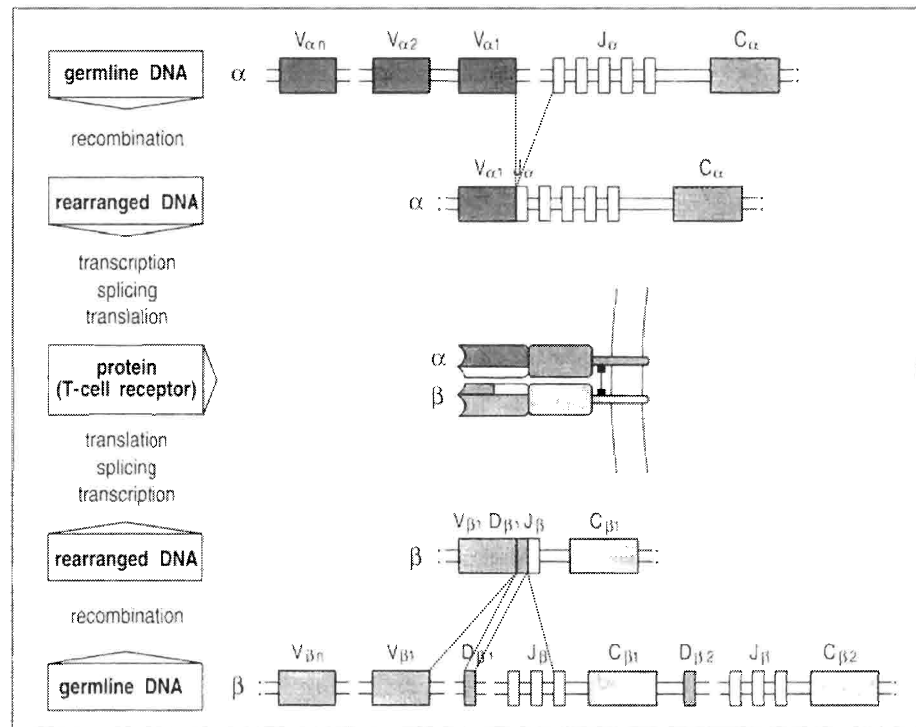 Vαn Vα2 Vα1 Jα Cα
germline DNA α
recombination
Vα1 Jα Cα
rearranged DNA α
transcription
splicing
translation
protein
(T-cell receptor)
α
β
translation
splicing
transcription
Vβ1 Dβ1 Jβ Cβ1
rearranged DNA β
recombination
Vβn Vβ1 Dβ1 Jβ Cβ1 Dβ2 Jβ Cβ2
germline DNA β